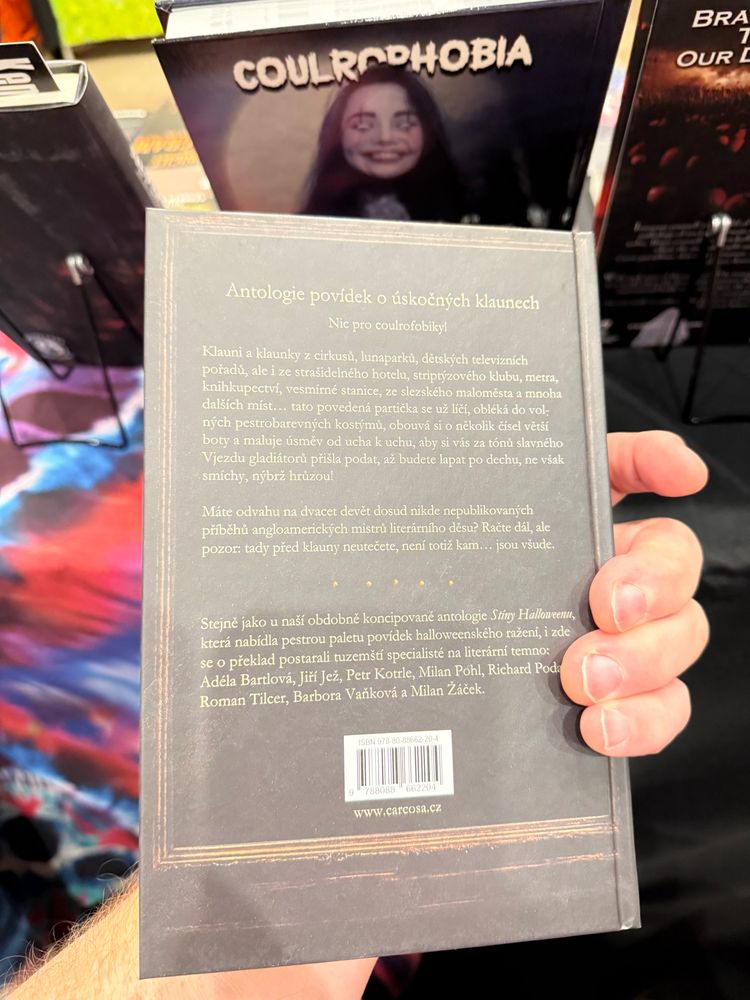 COULROPHOBIA
BRA
T
OUR D
Antologie povídek o úskočných klaunech
Nic pro coulrofobiky!
Klauni a klaunky z cirkusů, lunaparků, dětských televizních
pořadů, ale i ze strašidelného hotelu, striptýzového klubu, metra,
knihkupectví, vesmírné stanice, ze slezského maloměsta a mnoha
dalších míst… tato povedená partička se už líčí, obléká do vol-
ných pestrobarevných kostýmů, obouvá si o několik čísel větší
boty a maluje úsměv od ucha k uchu, aby si vás za tónů slavného
Vjezdu gladiátorů přišla podat, až budete lapat po dechu, ne však
smíchy, nýbrž hrůzou!
Máte odvahu na dvacet devět dosud nikde nepublikovaných
příběhů angloamerických mistrů literárního děsu? Račte dál, ale
pozor: tady před klauny neutečete, není totiž kam… jsou všude.
Stejně jako u naší obdobně koncipované antologie Stíny Halloweenu,
která nabídla pestrou paletu povídek halloweenského ražení, i zde
se o překlad postarali tuzemští specialisté na literární temno:
Adéla Bartlová, Jiří Jež, Petr Kotrle, Milan Pohl, Richard Poda
Roman Tilcer, Barbora Vaňková a Milan Žáček.
ISBN 978-80-88662-20-4
9 788088 662204
www.carcosa.cz